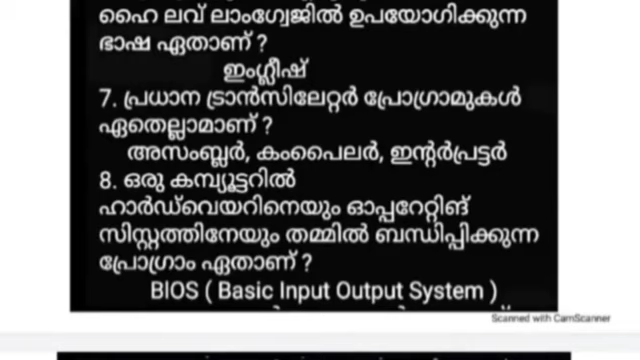 ഹൈ ലവ് ലാംഗ്വേജിൽ ഉപയോഗിക്കുന്ന
ഭാഷ ഏതാണ് ?
ഇംഗ്ലീഷ്
7. പ്രധാന ട്രാൻസിലേറ്റർ പ്രോഗ്രാമുകൾ
ഏതെല്ലാമാണ് ?
അസംബ്ലർ, കംപൈലർ, ഇന്റർപ്രട്ടർ
8. ഒരു കമ്പ്യൂട്ടറിൽ
ഹാർഡ്‌വെയറിനെയും ഓപ്പറേറ്റിങ്
സിസ്റ്റത്തിനേയും തമ്മിൽ ബന്ധിപ്പിക്കുന്ന
പ്രോഗ്രാം ഏതാണ് ?
BIOS ( Basic Input Output System )
Scanned with CamScanner